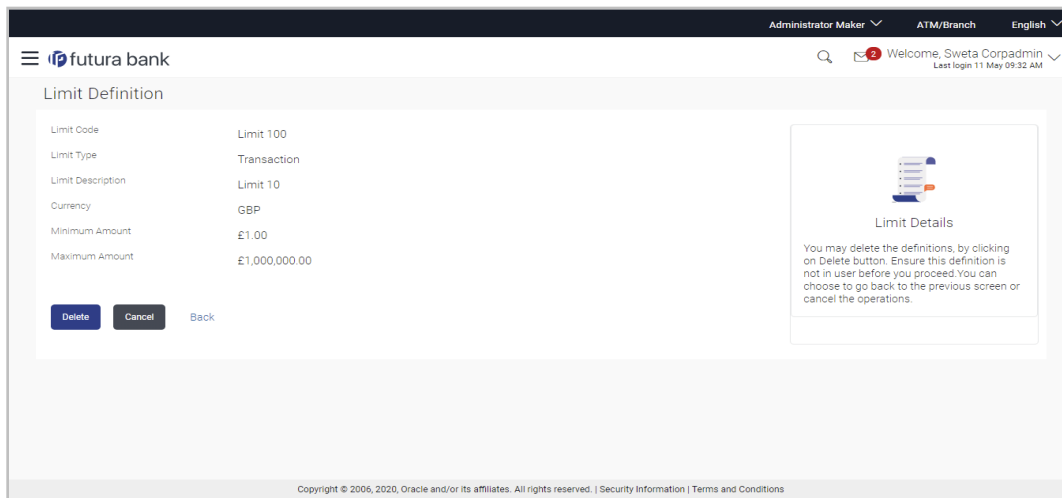 Administrator Maker ATM/Branch English
futura bank
2
Welcome, Sweta Corpadmin
Last login 11 May 09:32 AM
Limit Definition
Limit Code Limit 100
Limit Type Transaction
Limit Description Limit 10
Currency GBP
Minimum Amount £1.00
Maximum Amount £1,000,000.00
Delete Cancel Back
Limit Details
You may delete the definitions, by clicking
on Delete button. Ensure this definition is
not in user before you proceed.You can
choose to go back to the previous screen or
cancel the operations.
Copyright © 2006, 2020, Oracle and/or its affiliates. All rights reserved. | Security Information | Terms and Conditions